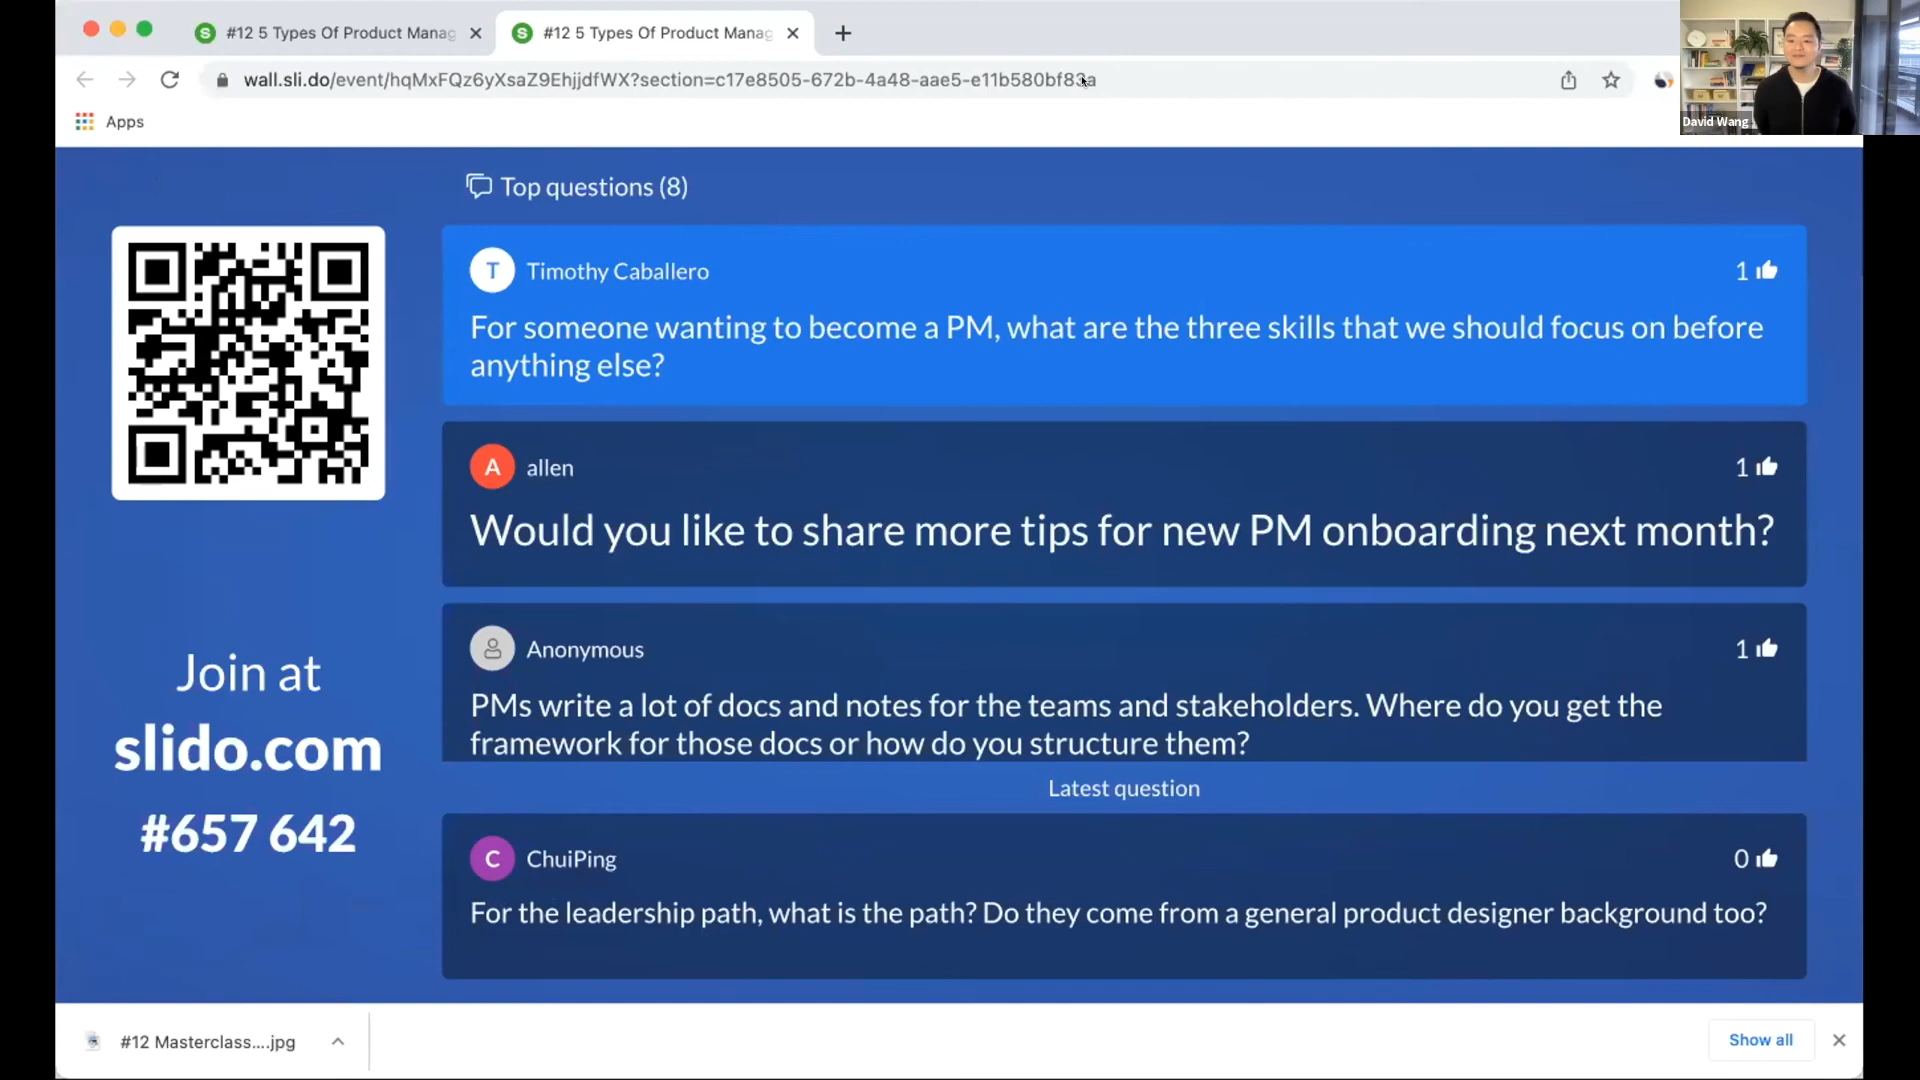 #12 5 Types Of Product Manag
#12 5 Types Of Product Manag
wall.sli.do/event/hqMxFQz6yXsaZ9EhjjdfWX?section=c17e8505-672b-4a48-aae5-e11b580bf83a
David Wang
Apps
Top questions (8)
T Timothy Caballero 1
For someone wanting to become a PM, what are the three skills that we should focus on before
anything else?
A allen 1
Would you like to share more tips for new PM onboarding next month?
Anonymous 1
PMs write a lot of docs and notes for the teams and stakeholders. Where do you get the
framework for those docs or how do you structure them?
Join at
slido.com
#657 642
Latest question
C ChuiPing 0
For the leadership path, what is the path? Do they come from a general product designer background too?
#12 Masterclass....jpg
Show all